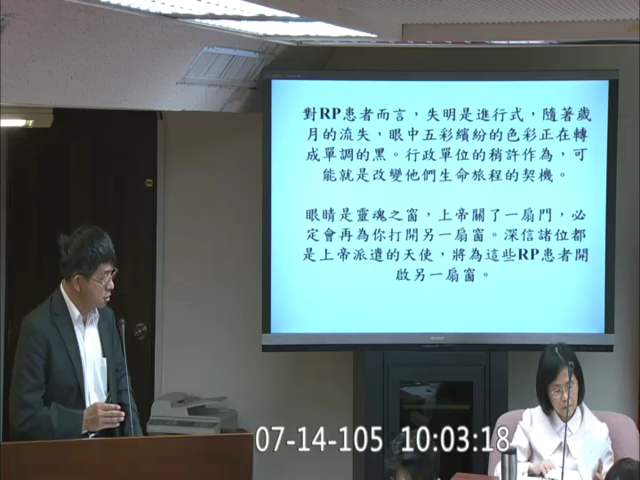 對RP患者而言，失明是進行式，隨著歲
月的流失，眼中五彩繽紛的色彩正在轉
成單調的黑。行政單位的稍許作為，可
能就是改變他們生命旅程的契機。
眼睛是靈魂之窗，上帝關了一扇門，必
定會再為你打開另一扇窗。深信諸位都
是上帝派遣的天使，將為這些RP患者開
啟另一扇窗。
07-14-105 10:03:18